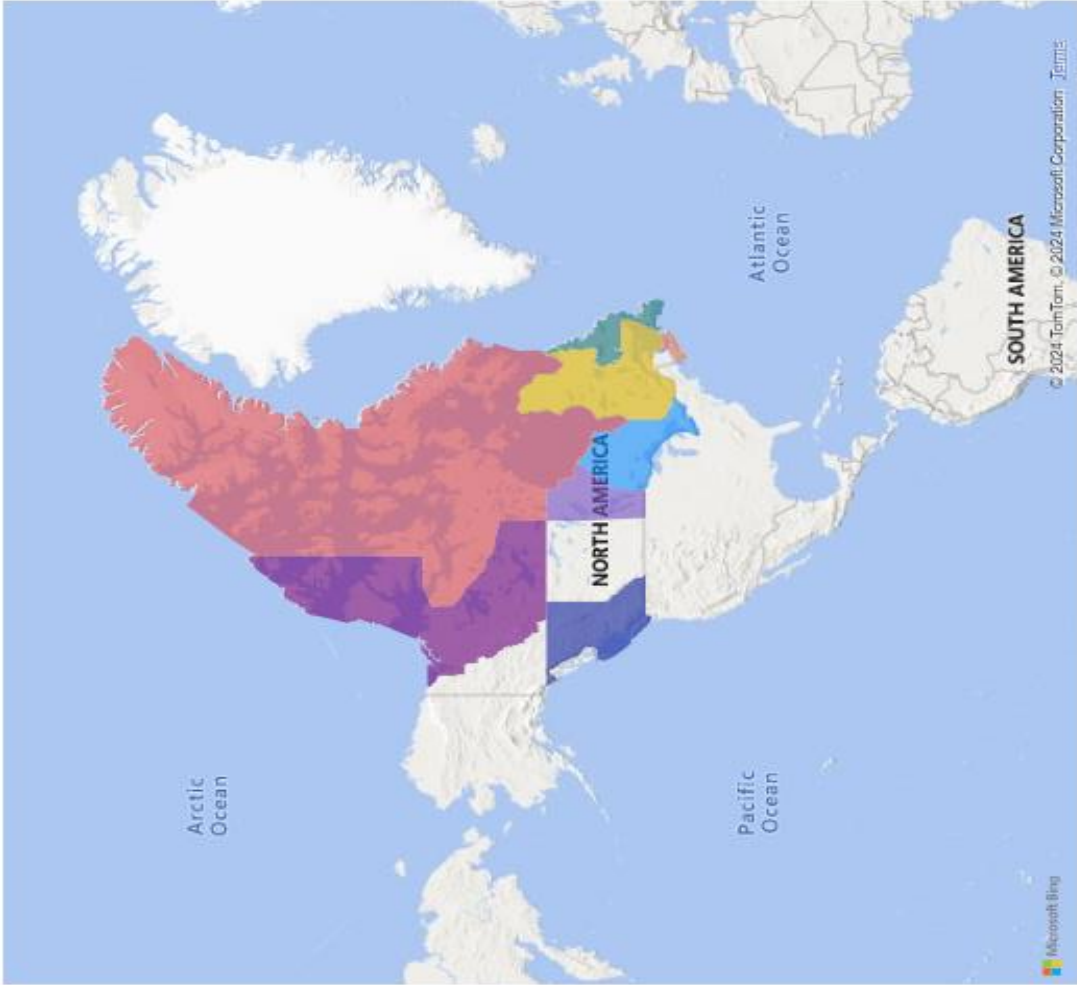 Arctic
Ocean
NORTH AMERICA
Atlantic
Ocean
Pacific
Ocean
SOUTH AMERICA
Microsoft Bing
© 2024 TomTom, © 2024 Microsoft Corporation Terms